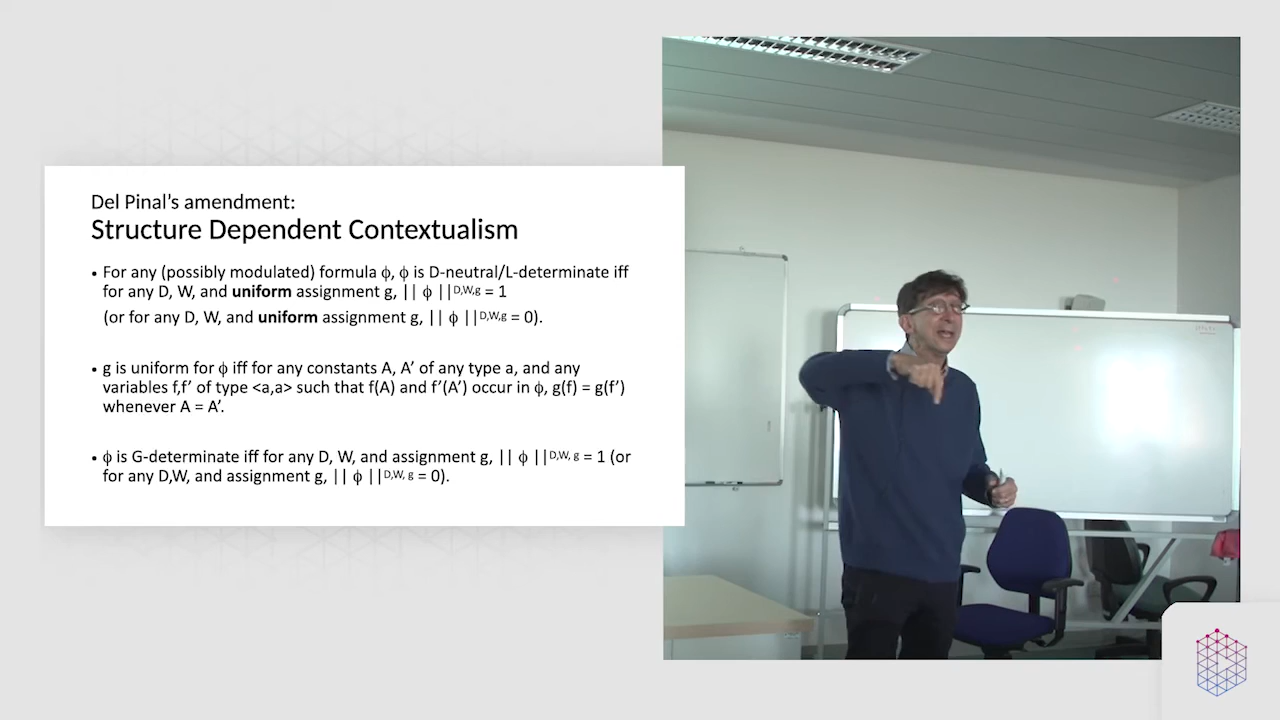 Del Pinal’s amendment:
Structure Dependent Contextualism
• For any (possibly modulated) formula ϕ, ϕ is D-neutral/L-determinate iff
for any D, W, and uniform assignment g, || ϕ ||D,W,g = 1
(or for any D, W, and uniform assignment g, || ϕ ||D,W,g = 0).
• g is uniform for ϕ iff for any constants A, A’ of any type a, and any
variables f,f’ of type <a,a> such that f(A) and f’(A’) occur in ϕ, g(f) = g(f’)
whenever A = A’.
• ϕ is G-determinate iff for any D, W, and assignment g, || ϕ ||D, W, g = 1 (or
for any D,W, and assignment g, || ϕ ||D,W, g = 0).